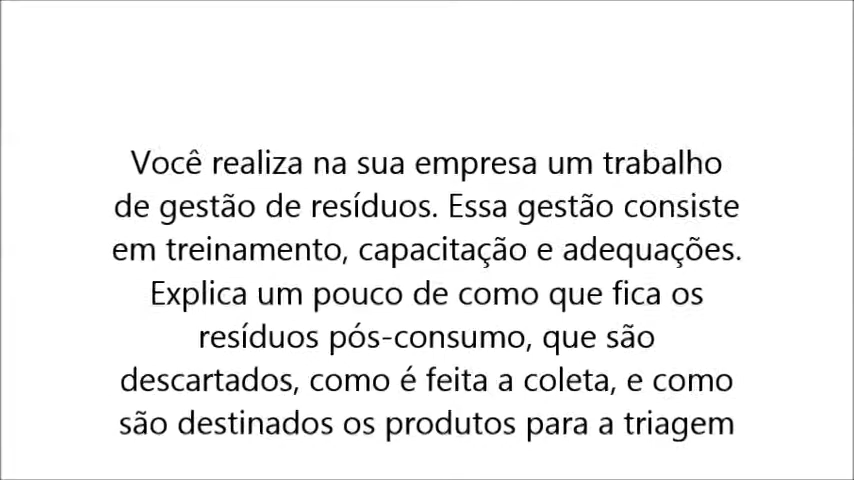 Você realiza na sua empresa um trabalho
de gestão de resíduos. Essa gestão consiste
em treinamento, capacitação e adequações.
Explica um pouco de como que fica os
resíduos pós-consumo, que são
descartados, como é feita a coleta, e como
são destinados os produtos para a triagem